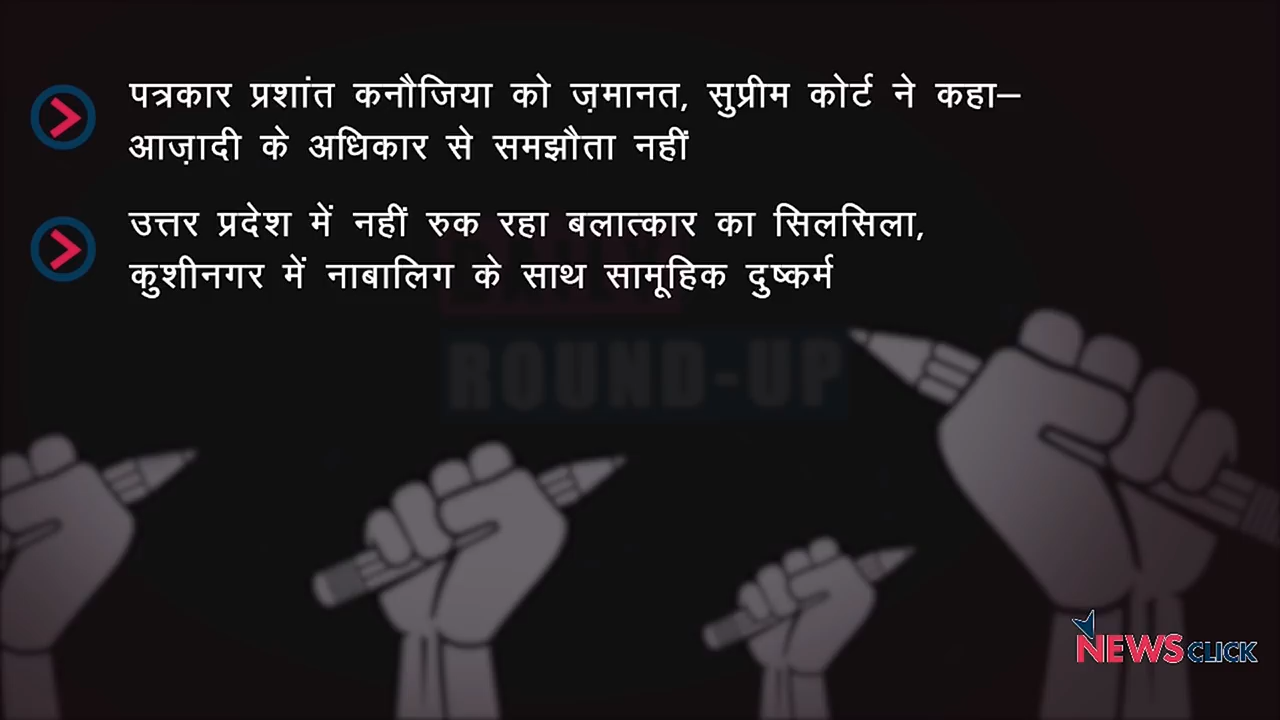 पत्रकार प्रशांत कनौजिया को ज़मानत, सुप्रीम कोर्ट ने कहा–
आज़ादी के अधिकार से समझौता नहीं
उत्तर प्रदेश में नहीं रुक रहा बलात्कार का सिलसिला,
कुशीनगर में नाबालिग के साथ सामूहिक दुष्कर्म
ROUND-UP
NEWSCLICK